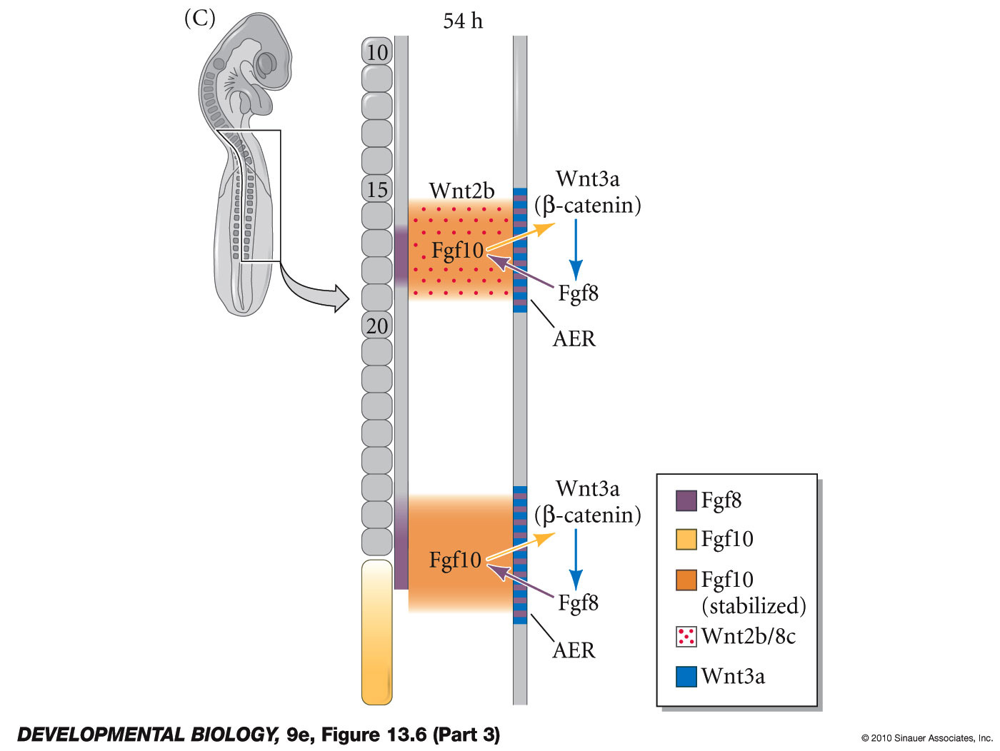 (C)
54 h
10
15
Wnt2b
Wnt3a
(β-catenin)
Fgf10
Fgf8
20
AER
Wnt3a
(β-catenin)
Fgf10
Fgf8
AER
Fgf8
Fgf10
Fgf10
(stabilized)
Wnt2b/8c
Wnt3a
DEVELOPMENTAL BIOLOGY, 9e, Figure 13.6 (Part 3)
© 2010 Sinauer Associates, Inc.